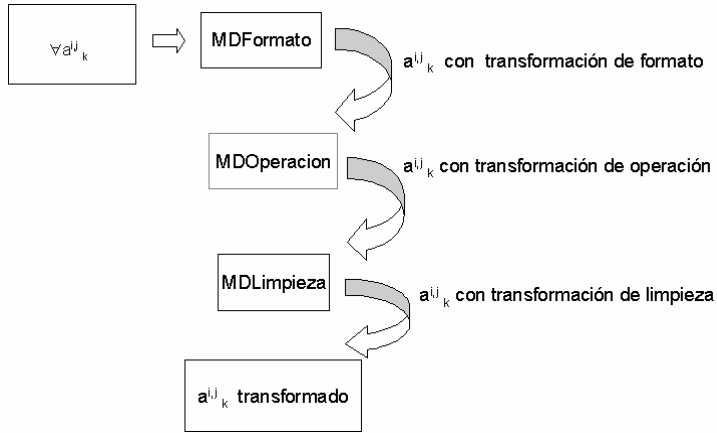 ∀a^{i,j}_k
MDFormato
a^{i,j}_k con transformación de formato
MDOperacion
a^{i,j}_k con transformación de operación
MDLimpieza
a^{i,j}_k con transformación de limpieza
a^{i,j}_k transformado